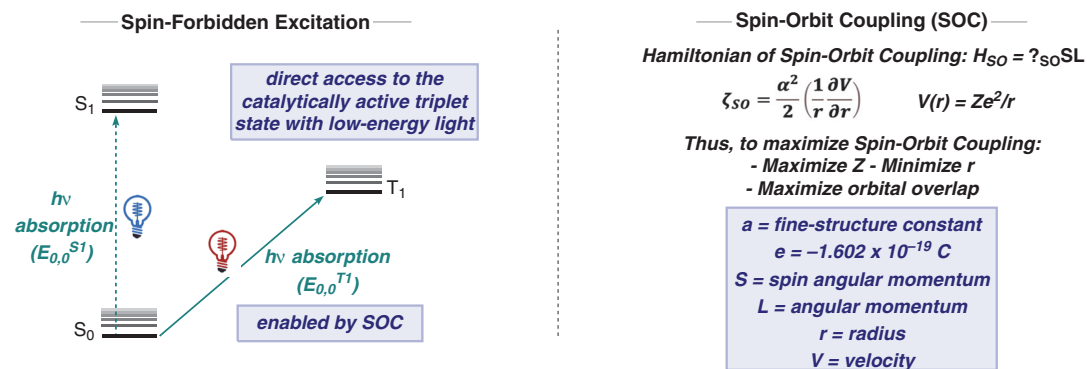 Spin-Forbidden Excitation
direct access to the
catalytically active triplet
state with low-energy light
S₁
T₁
hν
absorption
(E₀,₀ˢ¹)
hν absorption
(E₀,₀ᵀ¹)
S₀
enabled by SOC
Spin-Orbit Coupling (SOC)
Hamiltonian of Spin-Orbit Coupling: H_SO = ?_SOSL
ζ_SO = α²/2 (1/r ∂V/∂r) V(r) = Ze²/r
Thus, to maximize Spin-Orbit Coupling:
- Maximize Z - Minimize r
- Maximize orbital overlap
a = fine-structure constant
e = –1.602 x 10⁻¹⁹ C
S = spin angular momentum
L = angular momentum
r = radius
V = velocity